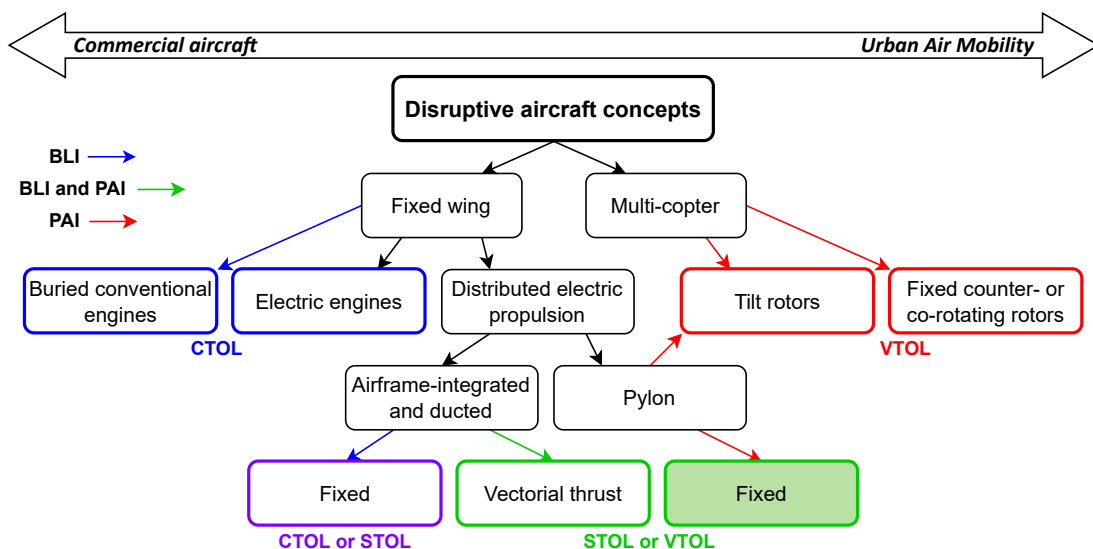 Commercial aircraft
Urban Air Mobility
Disruptive aircraft concepts
BLI
BLI and PAI
PAI
Fixed wing
Multi-copter
Buried conventional
engines
Electric engines
Distributed electric
propulsion
Tilt rotors
Fixed counter- or
co-rotating rotors
CTOL
VTOL
Airframe-integrated
and ducted
Pylon
Fixed
Vectorial thrust
Fixed
CTOL or STOL
STOL or VTOL